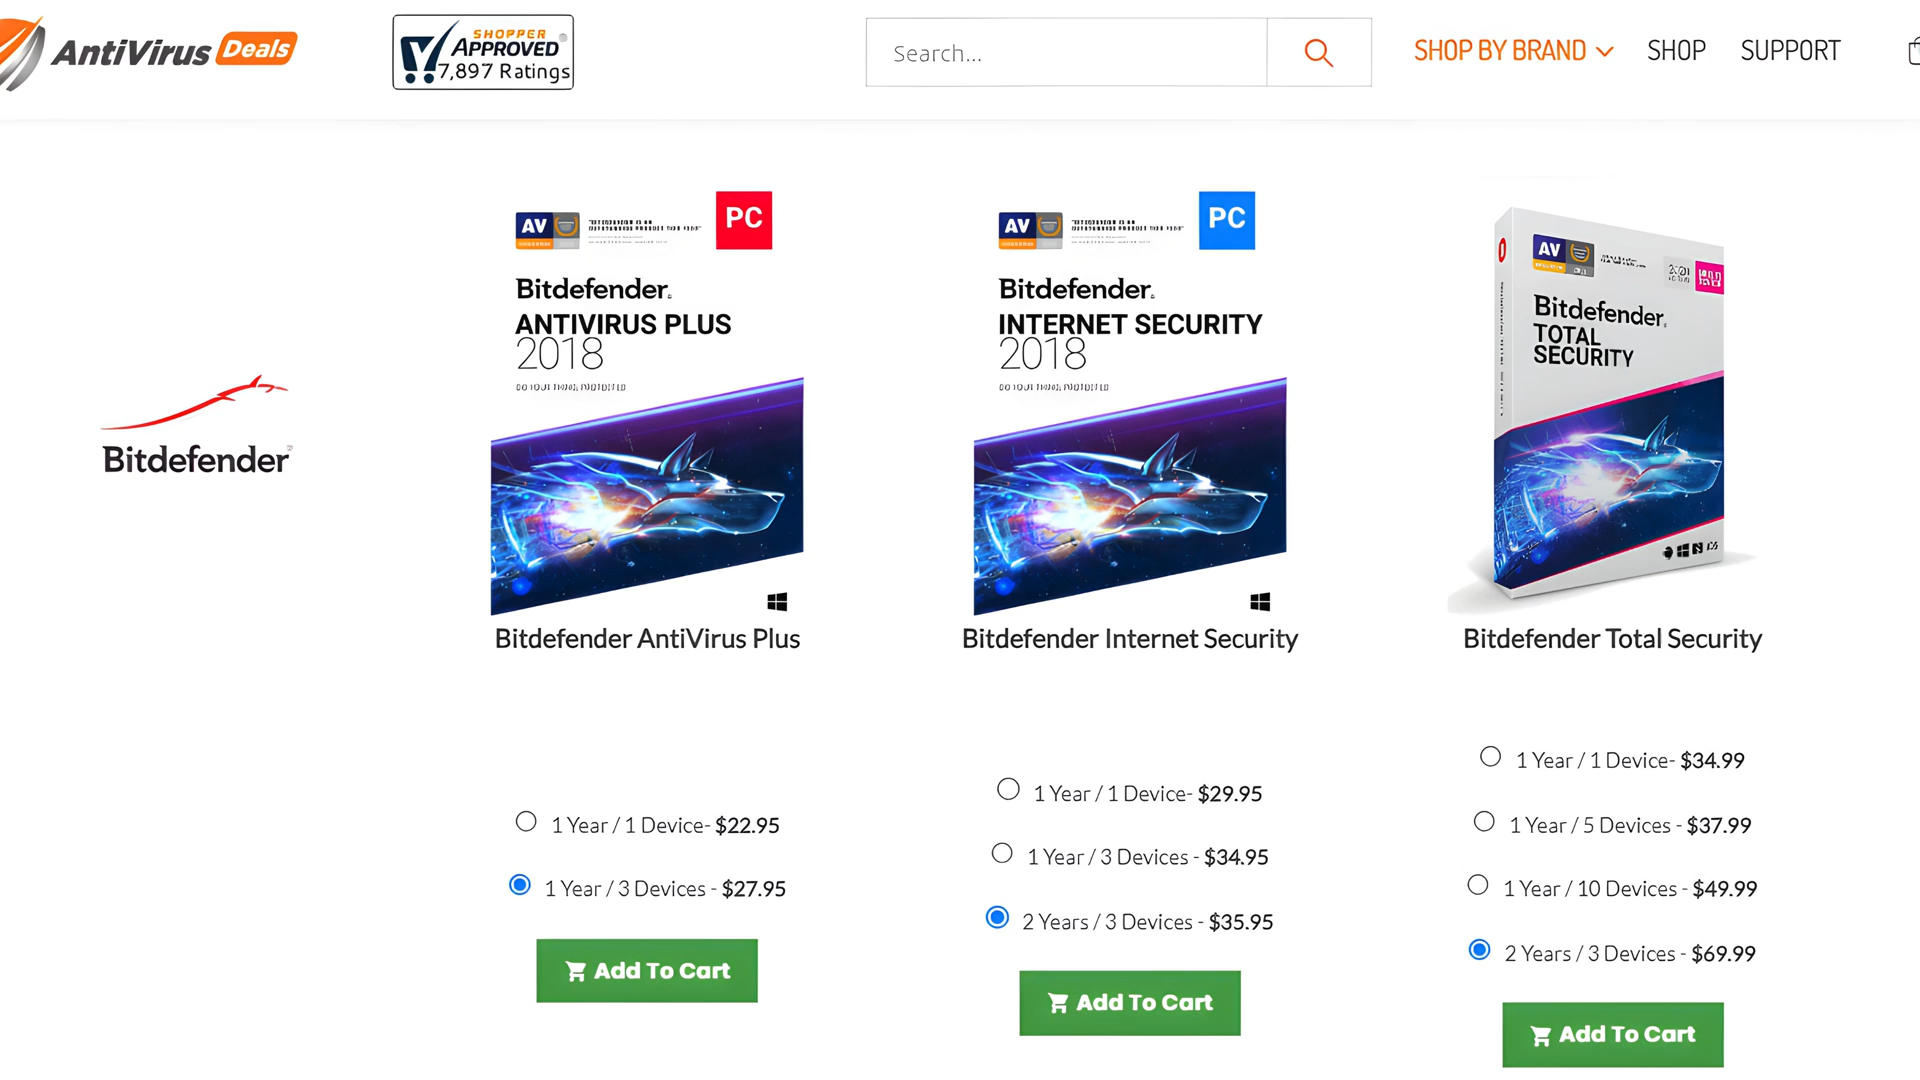 AntiVirus Deals
SHOPPER
APPROVED®
7,897 Ratings
Search...
SHOP BY BRAND
SHOP
SUPPORT
Bitdefender
AV
PC
Bitdefender
ANTIVIRUS PLUS
2018
Bitdefender AntiVirus Plus
1 Year / 1 Device- $22.95
1 Year / 3 Devices - $27.95
Add To Cart
AV
PC
Bitdefender
INTERNET SECURITY
2018
Bitdefender Internet Security
1 Year / 1 Device- $29.95
1 Year / 3 Devices - $34.95
2 Years / 3 Devices - $35.95
Add To Cart
AV
Bitdefender
TOTAL
SECURITY
Bitdefender Total Security
1 Year / 1 Device- $34.99
1 Year / 5 Devices - $37.99
1 Year / 10 Devices - $49.99
2 Years / 3 Devices - $69.99
Add To Cart